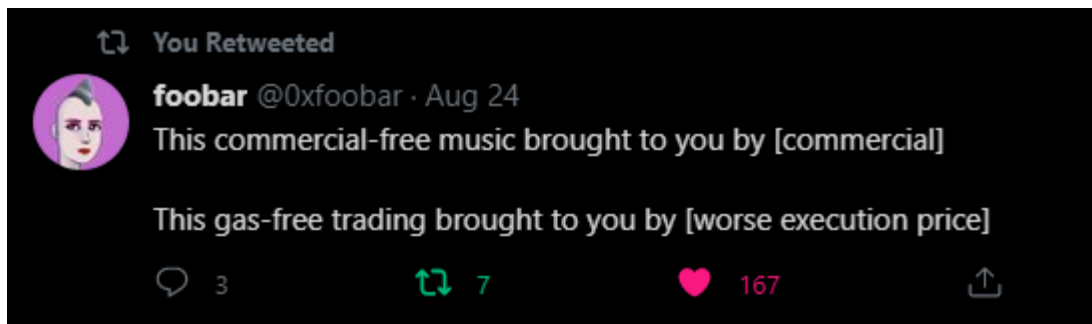 You Retweeted
foobar @0xfoobar · Aug 24
This commercial-free music brought to you by [commercial]
This gas-free trading brought to you by [worse execution price]
3 7 167